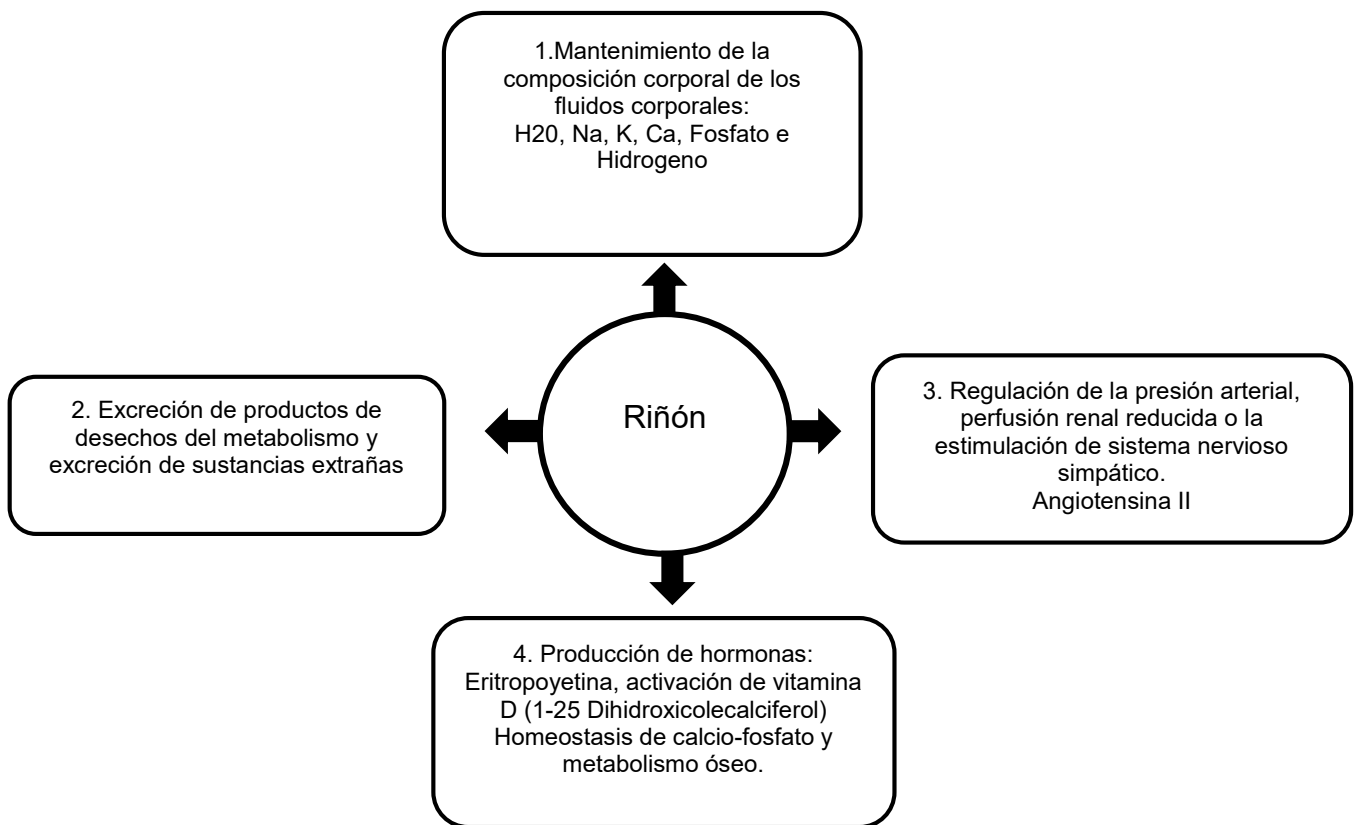 1.Mantenimiento de la
composición corporal de los
fluidos corporales:
H20, Na, K, Ca, Fosfato e
Hidrogeno
Riñón
2. Excreción de productos de
desechos del metabolismo y
excreción de sustancias extrañas
3. Regulación de la presión arterial,
perfusión renal reducida o la
estimulación de sistema nervioso
simpático.
Angiotensina II
4. Producción de hormonas:
Eritropoyetina, activación de vitamina
D (1-25 Dihidroxicolecalciferol)
Homeostasis de calcio-fosfato y
metabolismo óseo.